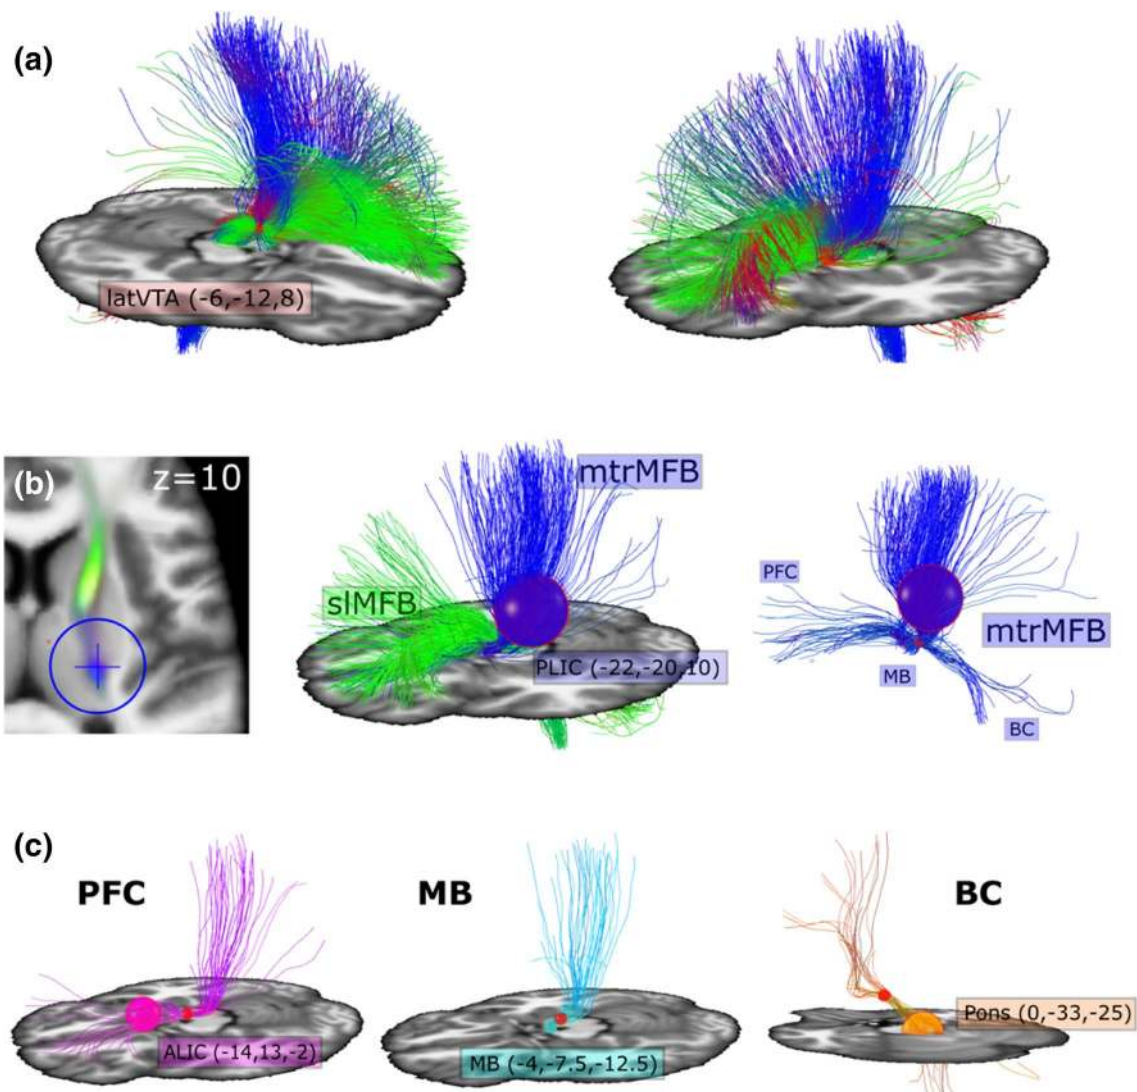 (a)
latVTA (-6,-12,8)
(b)
z=10
mtrMFB
slMFB
PLIC (-22,-20,10)
PFC
mtrMFB
MB
BC
(c)
PFC
MB
BC
ALIC (-14,13,-2)
MB (-4,-7.5,-12.5)
Pons (0,-33,-25)